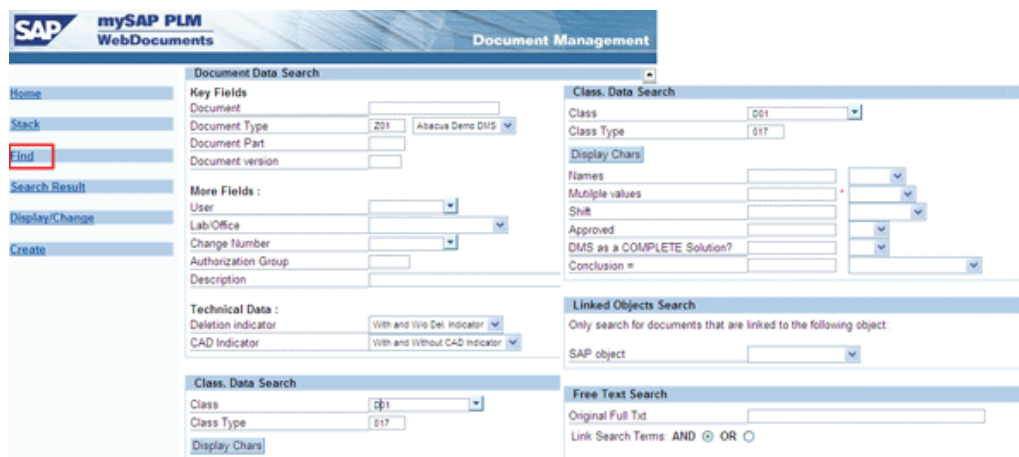 SAP
mySAP PLM
WebDocuments
Document Management
Home
Stack
Find
Search Result
Display/Change
Create
Document Data Search
Key Fields
Document
Document Type Z01 Abacus Demo DMS
Document Part
Document version
More Fields :
User
Lab/Office
Change Number
Authorization Group
Description
Technical Data :
Deletion indicator With and W/o Del. Indicator
CAD Indicator With and Without CAD Indicator
Class. Data Search
Class D01
Class Type 017
Display Chars
Class. Data Search
Class D01
Class Type 017
Display Chars
Names
Mutilple values *
Shift
Approved
DMS as a COMPLETE Solution?
Conclusion =
Linked Objects Search
Only search for documents that are linked to the following object:
SAP object
Free Text Search
Original Full Txt
Link Search Terms: AND OR